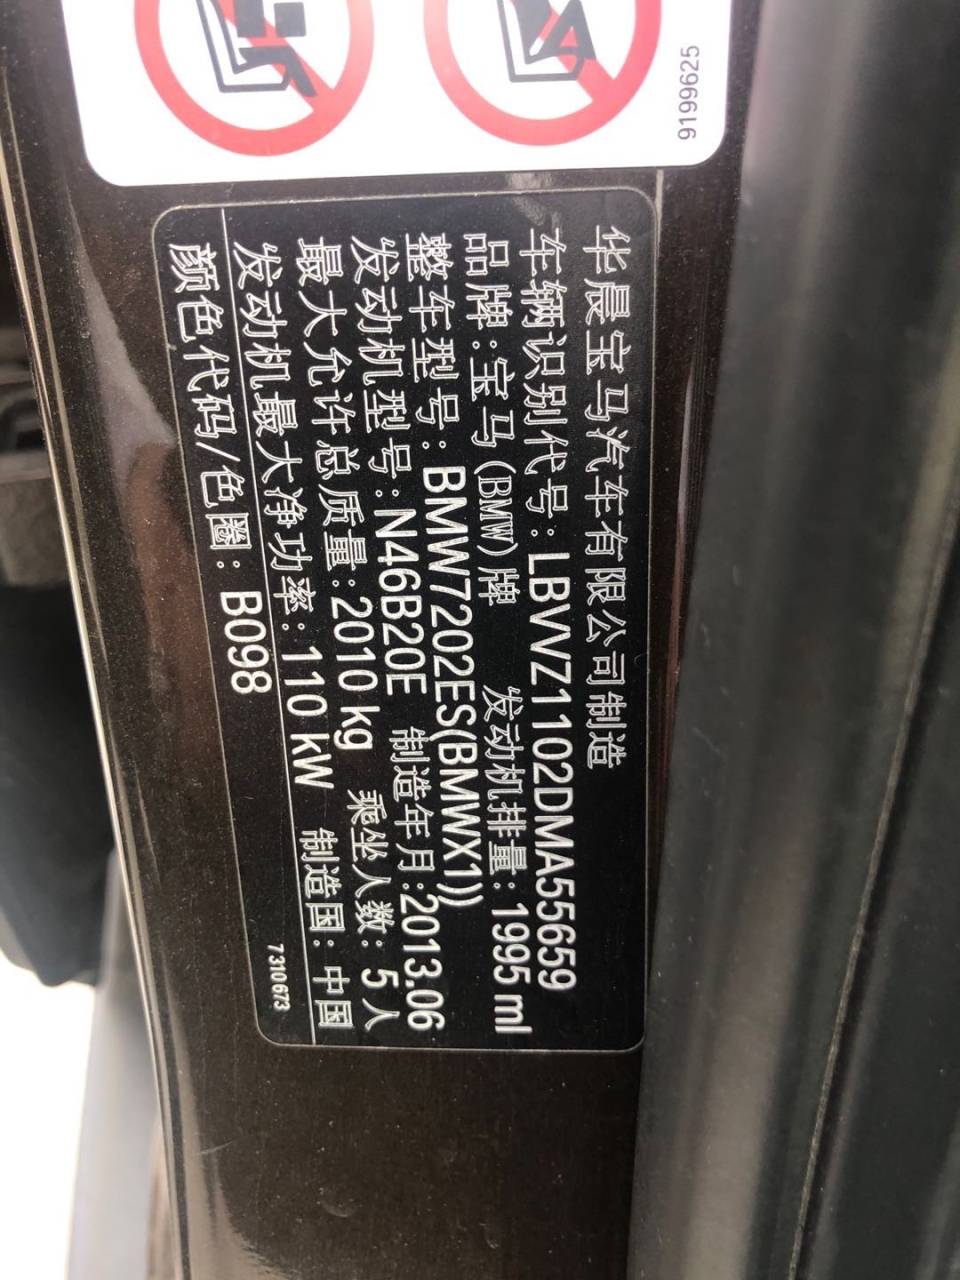 9199625
华晨宝马汽车有限公司制造
车辆识别代号:LBVVZ1102DMA55659
品牌:宝马(BMW)牌 发动机排量:1995 ml
整车型号:BMW7202ES(BMWX1))
发动机型号:N46B20E 制造年月:2013.06
最大允许总质量:2010 kg 乘坐人数:5人
发动机最大净功率:110 kW 制造国:中国
颜色代码/色圈:B098
7310673